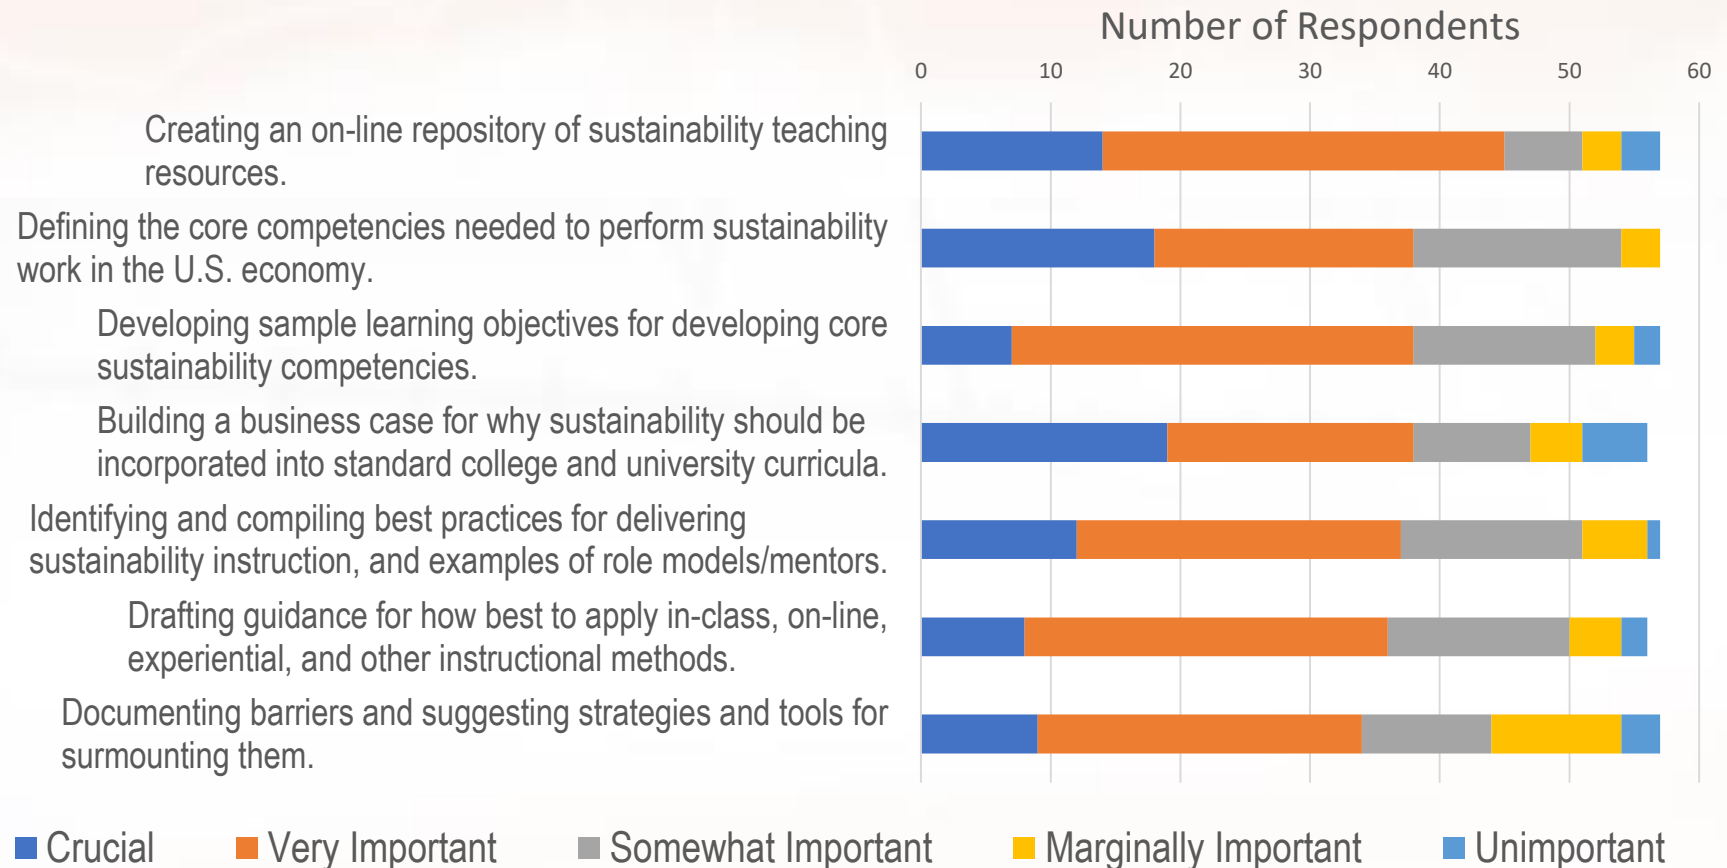 Number of Respondents
0 10 20 30 40 50 60
Creating an on-line repository of sustainability teaching
resources.
Defining the core competencies needed to perform sustainability
work in the U.S. economy.
Developing sample learning objectives for developing core
sustainability competencies.
Building a business case for why sustainability should be
incorporated into standard college and university curricula.
Identifying and compiling best practices for delivering
sustainability instruction, and examples of role models/mentors.
Drafting guidance for how best to apply in-class, on-line,
experiential, and other instructional methods.
Documenting barriers and suggesting strategies and tools for
surmounting them.
Crucial Very Important Somewhat Important Marginally Important Unimportant